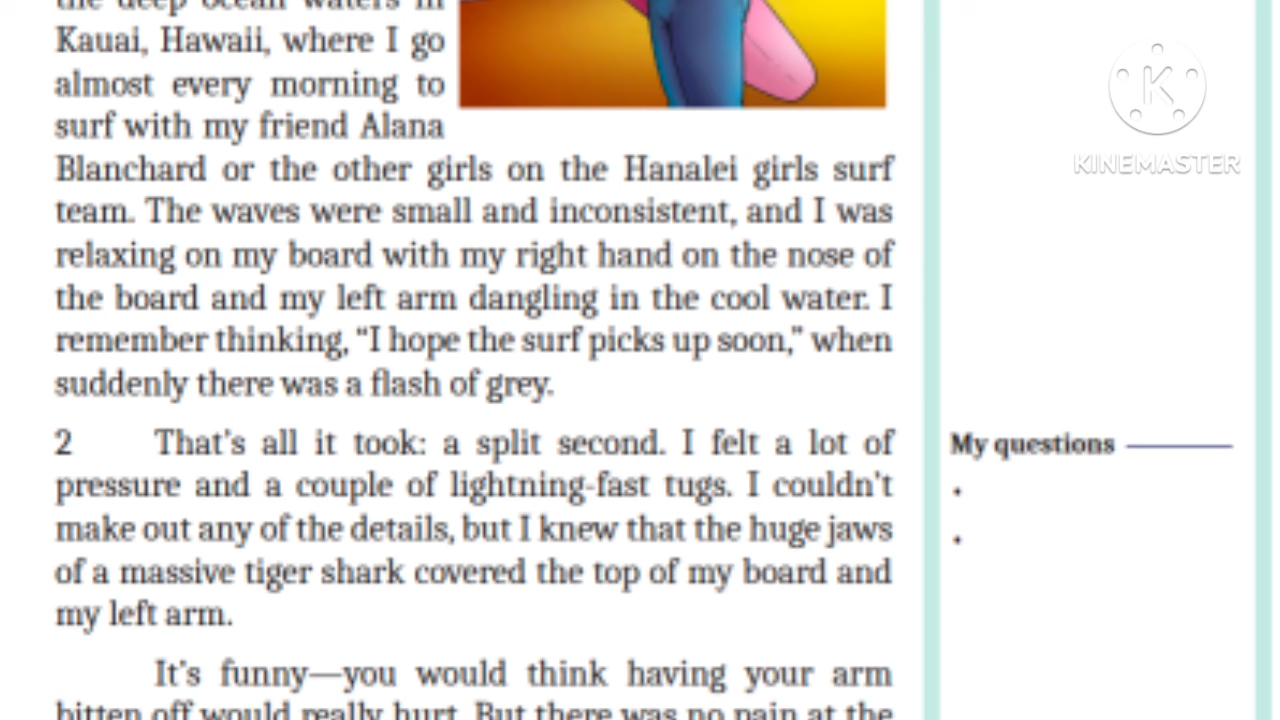 the deep ocean waters in
Kauai, Hawaii, where I go
almost every morning to
surf with my friend Alana
Blanchard or the other girls on the Hanalei girls surf
team. The waves were small and inconsistent, and I was
relaxing on my board with my right hand on the nose of
the board and my left arm dangling in the cool water. I
remember thinking, “I hope the surf picks up soon,” when
suddenly there was a flash of grey.
2 That’s all it took: a split second. I felt a lot of
pressure and a couple of lightning-fast tugs. I couldn’t
make out any of the details, but I knew that the huge jaws
of a massive tiger shark covered the top of my board and
my left arm.
It’s funny—you would think having your arm
bitten off would really hurt. But there was no pain at the
My questions
K
KINEMASTER